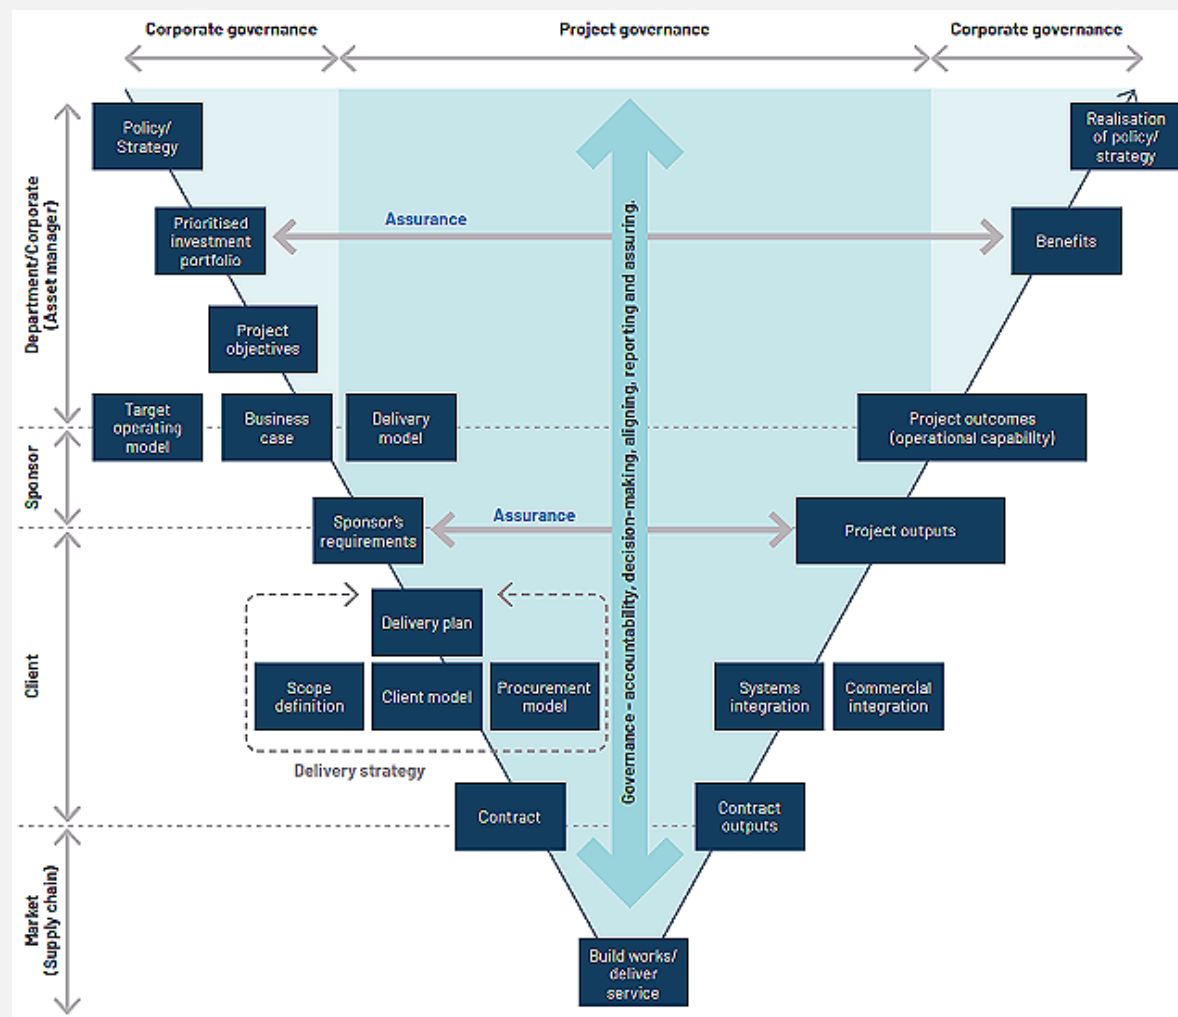 Corporate governance
Project governance
Corporate governance
Policy/
Strategy
Realisation
of policy/
strategy
Prioritised
investment
portfolio
Assurance
Benefits
Project
objectives
Department/Corporate
(Asset manager)
Target
operating
model
Business
case
Delivery
model
Project outcomes
(operational capability)
Sponsor
Sponsor's
requirements
Assurance
Project outputs
Governance - accountability, decision-making, aligning, reporting and assuring.
Client
Delivery plan
Scope
definition
Client model
Procurement
model
Systems
integration
Commercial
integration
Delivery strategy
Contract
Contract
outputs
Market
(Supply chain)
Build works/
deliver
service